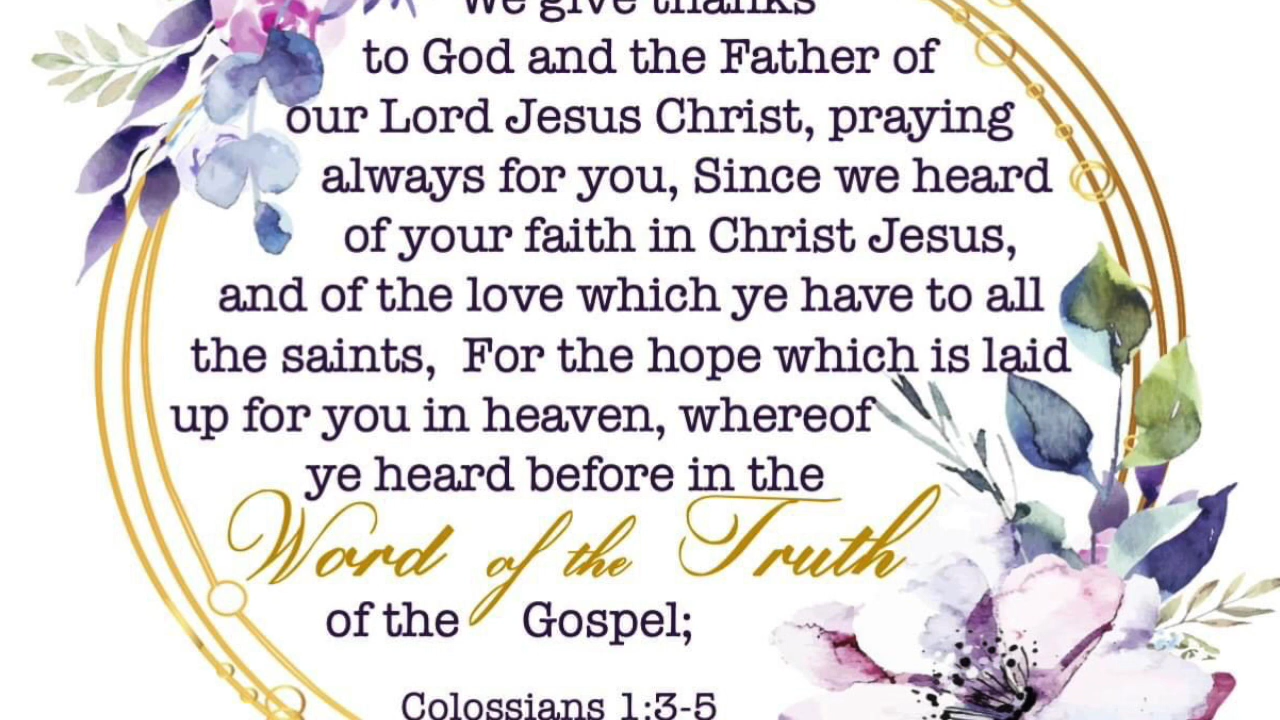 We give thanks
to God and the Father of
our Lord Jesus Christ, praying
always for you, Since we heard
of your faith in Christ Jesus,
and of the love which ye have to all
the saints, For the hope which is laid
up for you in heaven, whereof
ye heard before in the
Word of the Truth
of the Gospel;
Colossians 1:3-5